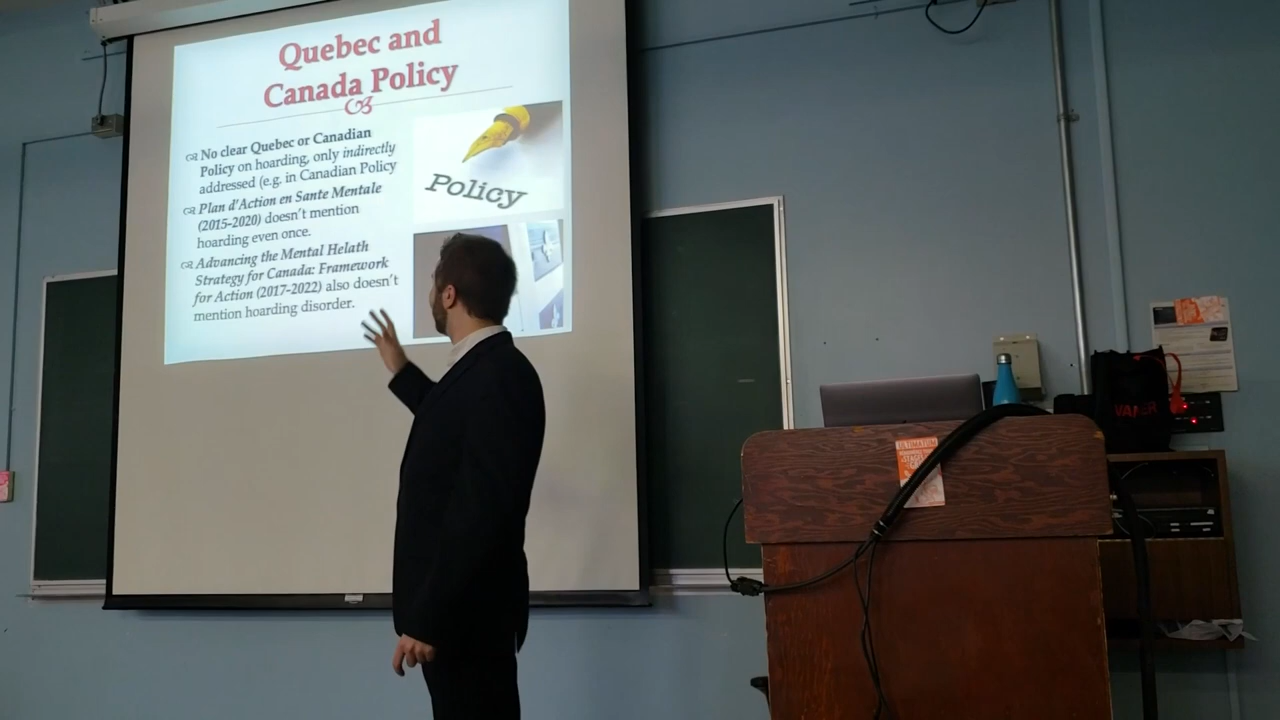 Quebec and
Canada Policy
No clear Quebec or Canadian
Policy on hoarding, only indirectly
addressed (e.g. in Canadian Policy
Plan d'Action en Sante Mentale
(2015-2020) doesn't mention
hoarding even once.
Advancing the Mental Helath
Strategy for Canada: Framework
for Action (2017-2022) also doesn't
mention hoarding disorder.
Policy
ULTIMATUM